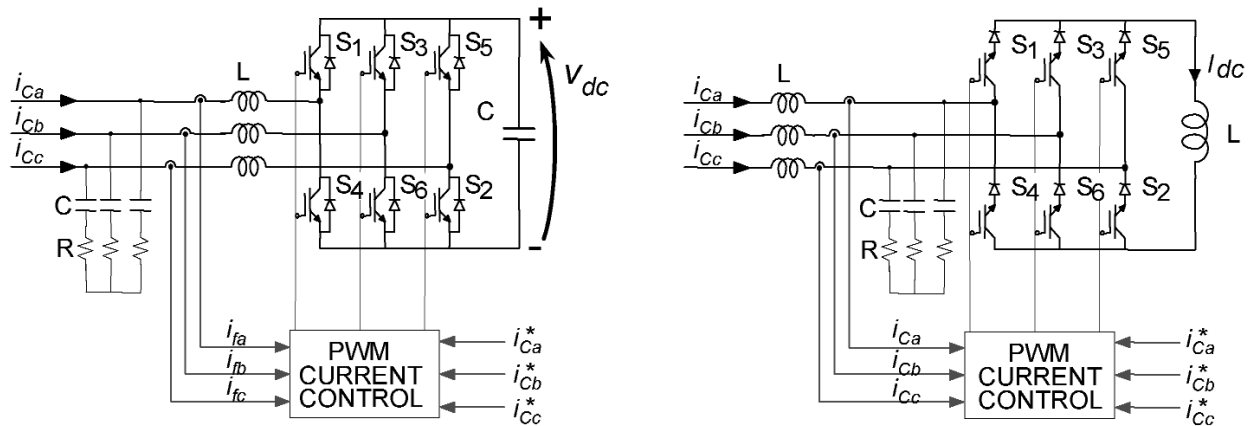 S1 S3 S5
L
iCa
iCb
iCc
C
+
Vdc
-
S4 S6 S2
C
R
ifa
ifb
ifc
PWM
CURRENT
CONTROL
i*Ca
i*Cb
i*Cc
S1 S3 S5
Idc
L
iCa
iCb
iCc
L
S4 S6 S2
C
R
iCa
iCb
iCc
PWM
CURRENT
CONTROL
i*Ca
i*Cb
i*Cc